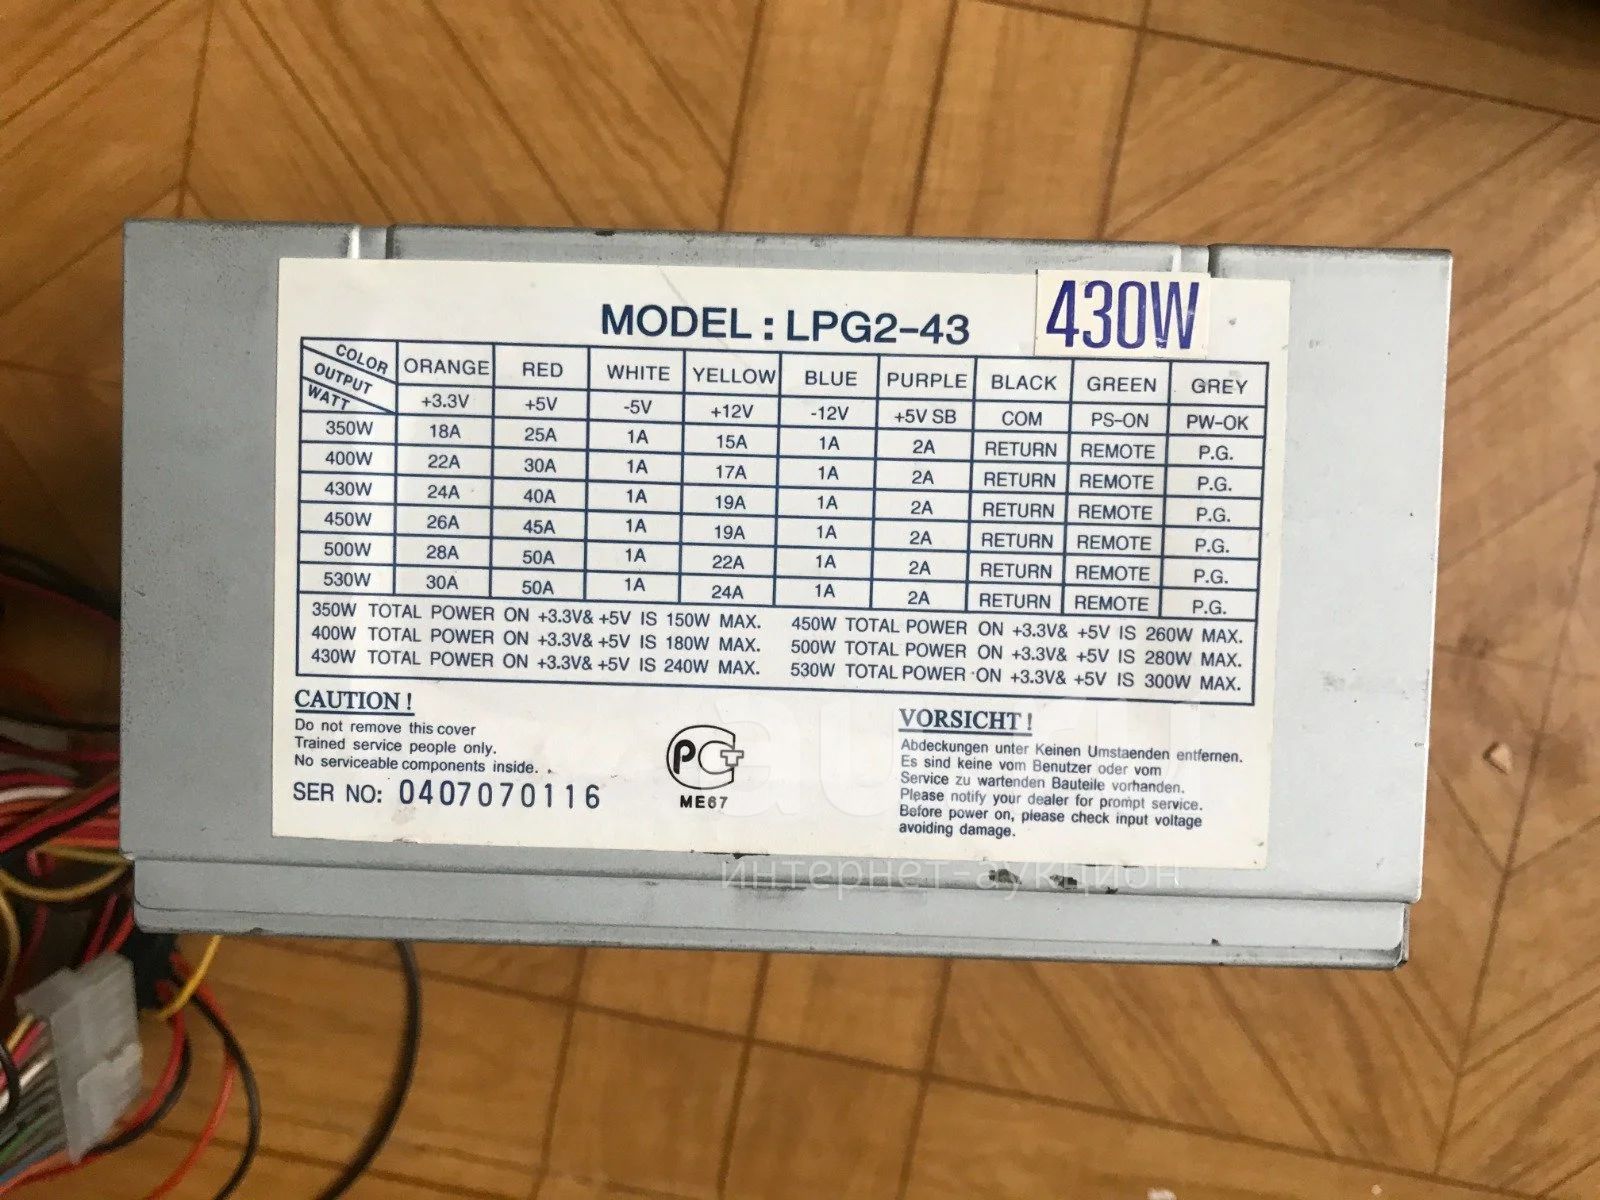 MODEL : LPG2-43 430W
COLOR ORANGE RED WHITE YELLOW BLUE PURPLE BLACK GREEN GREY
OUTPUT +3.3V +5V -5V +12V -12V +5V SB COM PS-ON PW-OK
WATT
350W 18A 25A 1A 15A 1A 2A RETURN REMOTE P.G.
400W 22A 30A 1A 17A 1A 2A RETURN REMOTE P.G.
430W 24A 40A 1A 19A 1A 2A RETURN REMOTE P.G.
450W 26A 45A 1A 19A 1A 2A RETURN REMOTE P.G.
500W 28A 50A 1A 22A 1A 2A RETURN REMOTE P.G.
530W 30A 50A 1A 24A 1A 2A RETURN REMOTE P.G.
350W TOTAL POWER ON +3.3V& +5V IS 150W MAX. 450W TOTAL POWER ON +3.3V& +5V IS 260W MAX.
400W TOTAL POWER ON +3.3V& +5V IS 180W MAX. 500W TOTAL POWER ON +3.3V& +5V IS 280W MAX.
430W TOTAL POWER ON +3.3V& +5V IS 240W MAX. 530W TOTAL POWER ON +3.3V& +5V IS 300W MAX.
CAUTION !
Do not remove this cover
Trained service people only.
No serviceable components inside.
SER NO: 0407070116
РСТ
ME67
VORSICHT !
Abdeckungen unter Keinen Umstaenden entfernen.
Es sind keine vom Benutzer oder vom
Service zu wartenden Bauteile vorhanden.
Please notify your dealer for prompt service.
Before power on, please check input voltage
avoiding damage.
au.ru
интернет-аукцион